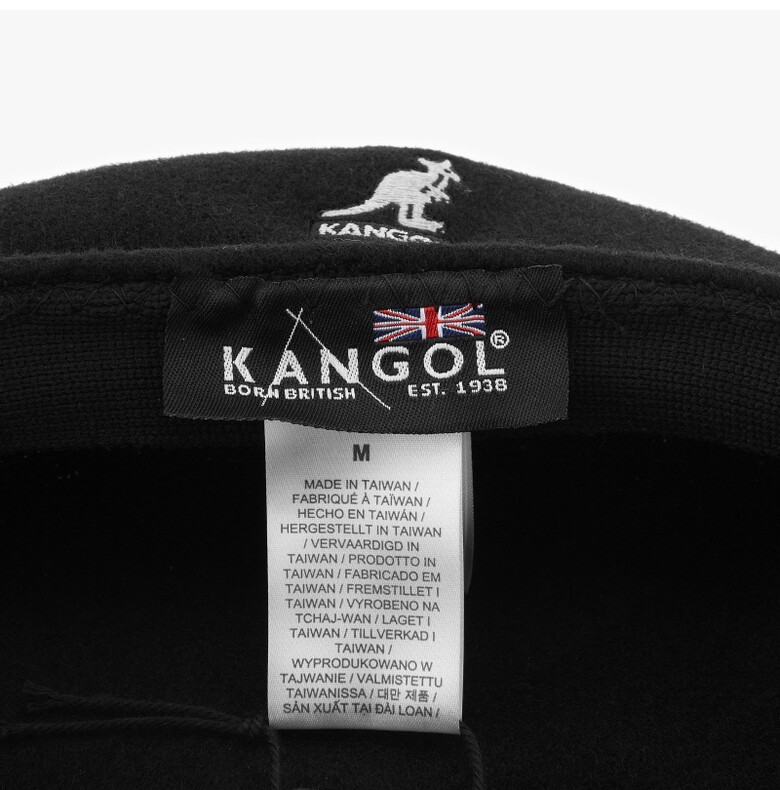 KANGOL
KANGOL®
BORN BRITISH EST. 1938
M
MADE IN TAIWAN /
FABRIQUÉ À TAÏWAN /
HECHO EN TAIWÁN /
HERGESTELLT IN TAIWAN
/ VERVAARDIGD IN
TAIWAN / PRODOTTO IN
TAIWAN / FABRICADO EM
TAIWAN / FREMSTILLET I
TAIWAN / VYROBENO NA
TCHAJ-WAN / LAGET I
TAIWAN / TILLVERKAD I
TAIWAN /
WYPRODUKOWANO W
TAJWANIE / VALMISTETTU
TAIWANISSA / 대만 제품 /
SẢN XUẤT TẠI ĐÀI LOAN /